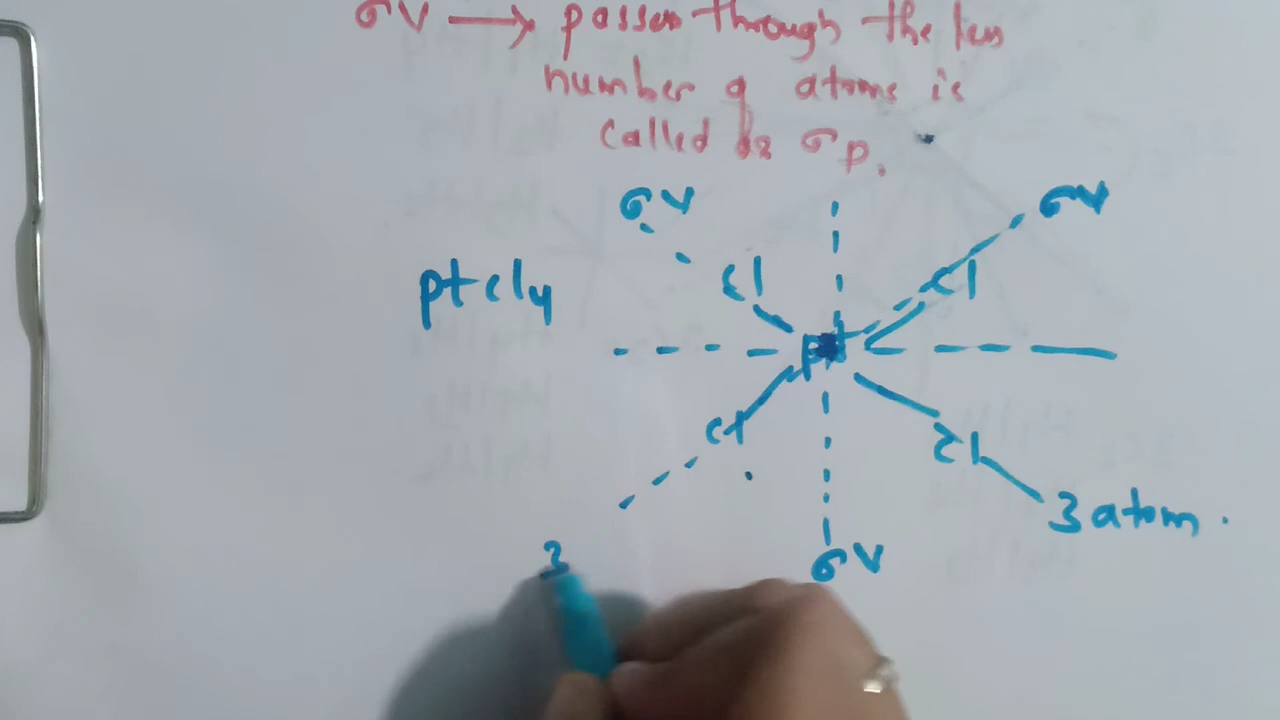 σV → passes through the less
number of atoms is
called as σp.
σV
σV
ptcly
cl
cl
pt
cl
cl
3 atom.
3
σV